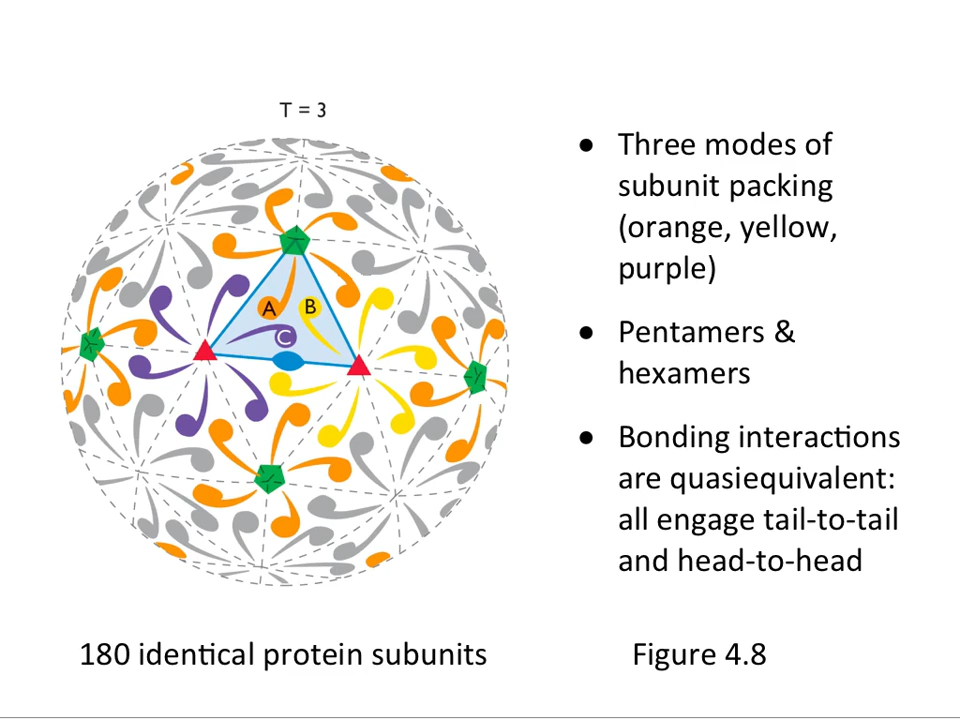 T = 3
A
B
C
● Three modes of
subunit packing
(orange, yellow,
purple)
● Pentamers &
hexamers
● Bonding interactions
are quasiequivalent:
all engage tail-to-tail
and head-to-head
180 identical protein subunits
Figure 4.8